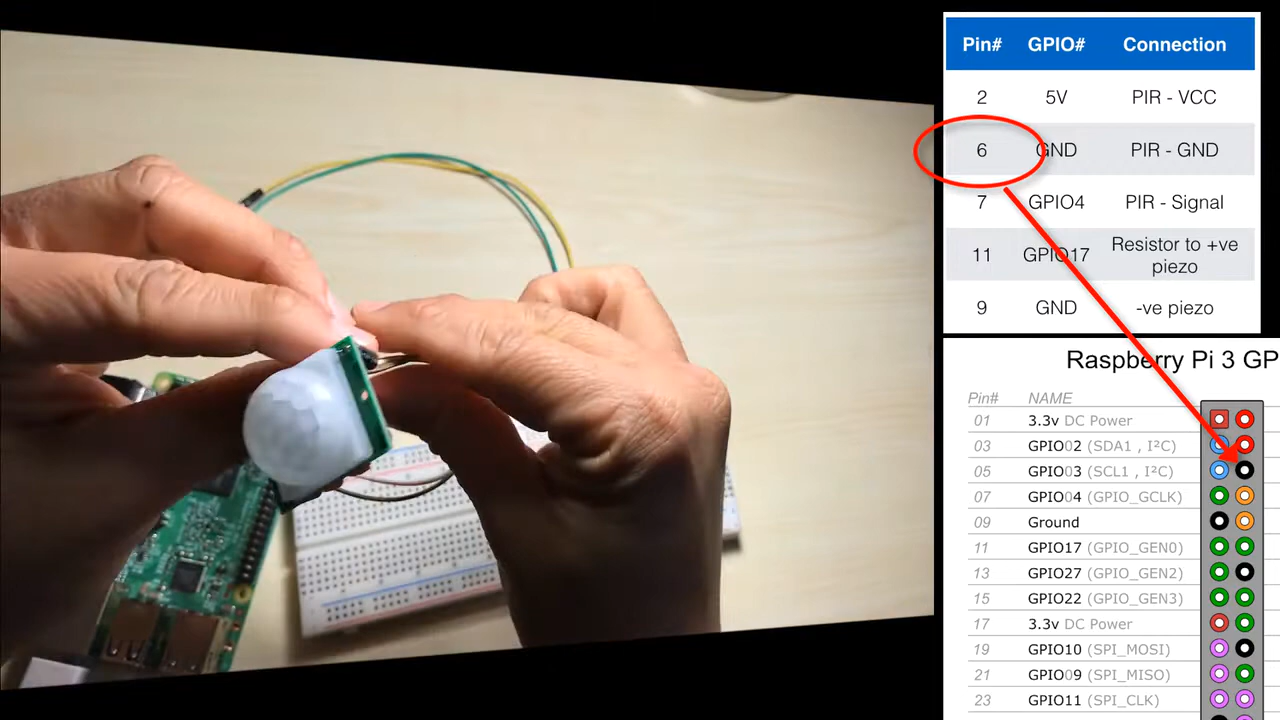 Pin# GPIO# Connection
2 5V PIR - VCC
6 GND PIR - GND
7 GPIO4 PIR - Signal
11 GPIO17 Resistor to +ve
piezo
9 GND -ve piezo
Raspberry Pi 3 GP
Pin# NAME
01 3.3v DC Power
03 GPIO02 (SDA1 , I²C)
05 GPIO03 (SCL1 , I²C)
07 GPIO04 (GPIO_GCLK)
09 Ground
11 GPIO17 (GPIO_GEN0)
13 GPIO27 (GPIO_GEN2)
15 GPIO22 (GPIO_GEN3)
17 3.3v DC Power
19 GPIO10 (SPI_MOSI)
21 GPIO09 (SPI_MISO)
23 GPIO11 (SPI_CLK)